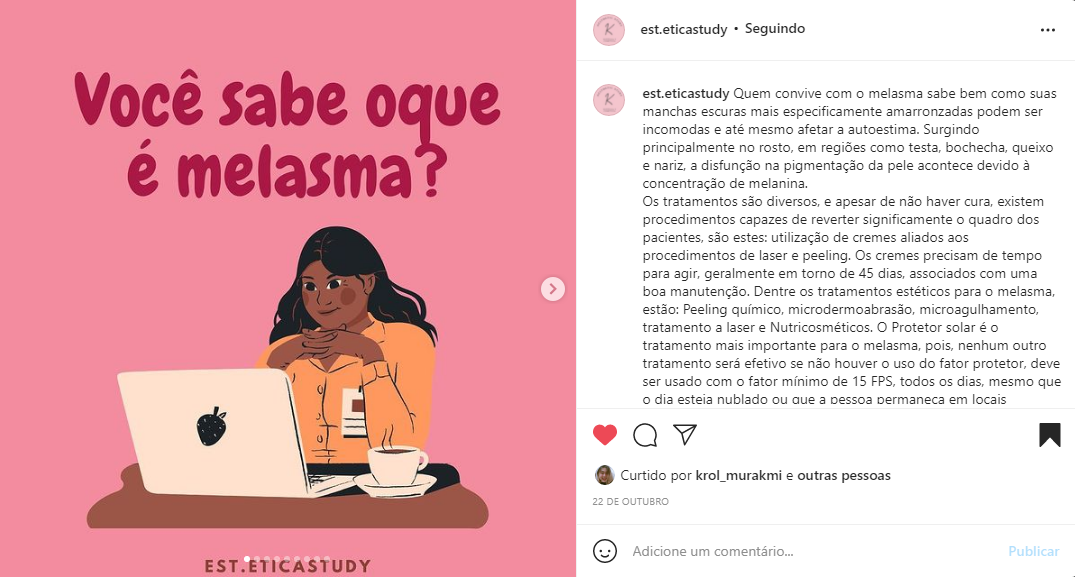 Você sabe oque
é melasma?
EST.ETICASTUDY
est.eticastudy • Seguindo
est.eticastudy Quem convive com o melasma sabe bem como suas
manchas escuras mais especificamente amarronzadas podem ser
incomodas e até mesmo afetar a autoestima. Surgindo
principalmente no rosto, em regiões como testa, bochecha, queixo
e nariz, a disfunção na pigmentação da pele acontece devido à
concentração de melanina.
Os tratamentos são diversos, e apesar de não haver cura, existem
procedimentos capazes de reverter significamente o quadro dos
pacientes, são estes: utilização de cremes aliados aos
procedimentos de laser e peeling. Os cremes precisam de tempo
para agir, geralmente em torno de 45 dias, associados com uma
boa manutenção. Dentre os tratamentos estéticos para o melasma,
estão: Peeling químico, microdermoabrasão, microagulhamento,
tratamento a laser e Nutricosméticos. O Protetor solar é o
tratamento mais importante para o melasma, pois, nenhum outro
tratamento será efetivo se não houver o uso do fator protetor, deve
ser usado com o fator mínimo de 15 FPS, todos os dias, mesmo que
o dia esteja nublado ou que a pessoa permaneça em locais
Curtido por krol_murakmi e outras pessoas
22 DE OUTUBRO
Adicione um comentário...
Publicar